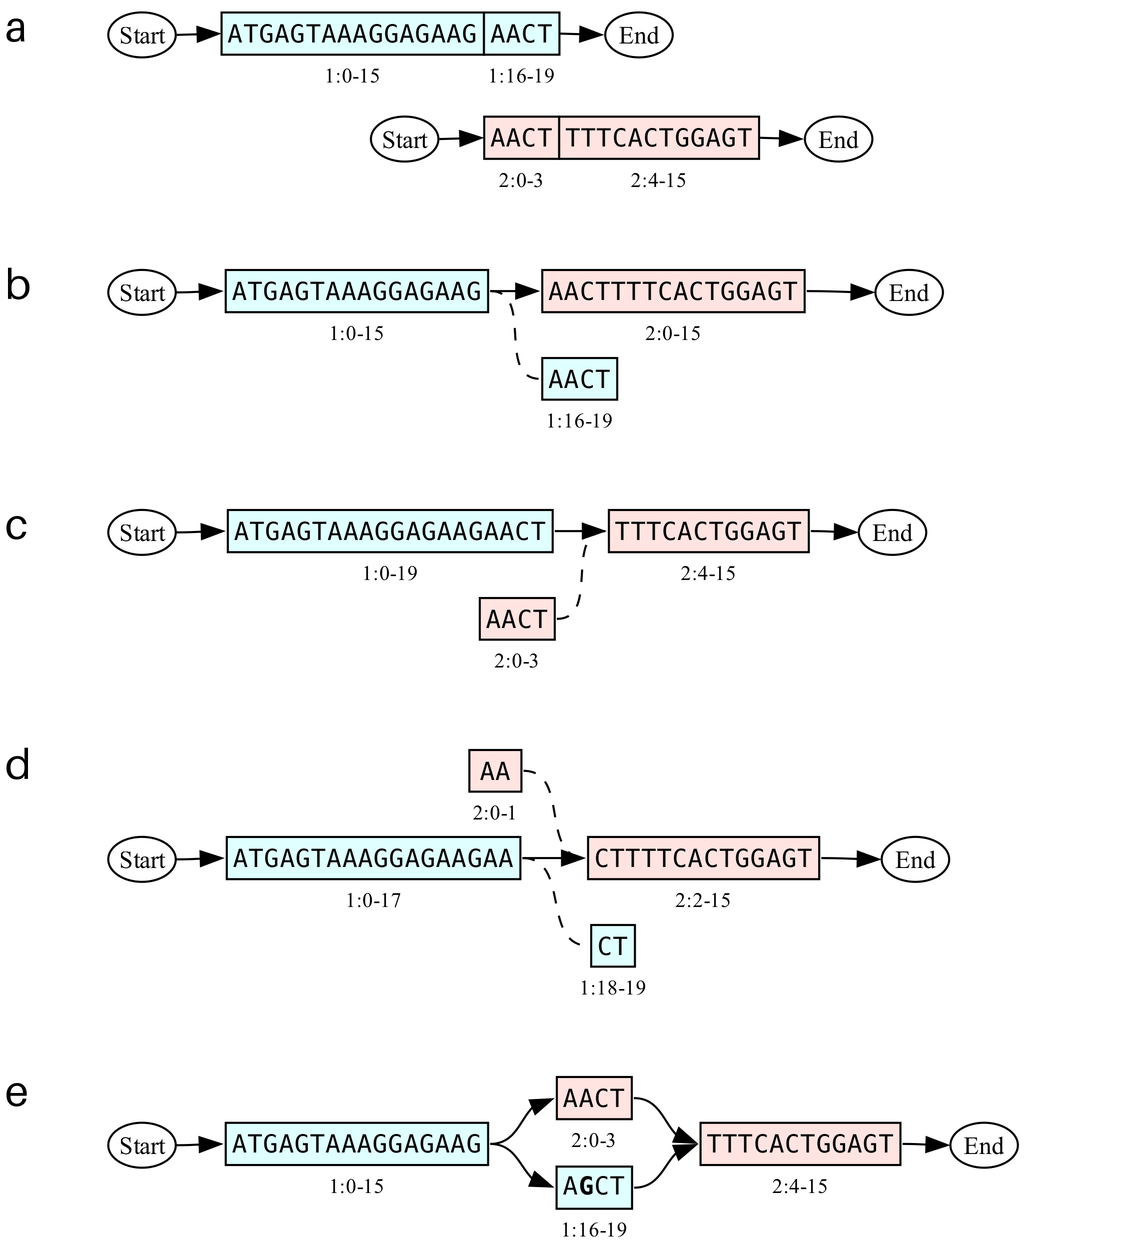 a
Start ATGAGTAAAGGAGAAG AACT End
1:0-15 1:16-19
Start AACT TTTCACTGGAGT End
2:0-3 2:4-15
b
Start ATGAGTAAAGGAGAAG AACTTTTCACTGGAGT End
1:0-15 2:0-15
AACT
1:16-19
c
Start ATGAGTAAAGGAGAAGAACT TTTCACTGGAGT End
1:0-19 2:4-15
AACT
2:0-3
d
AA
2:0-1
Start ATGAGTAAAGGAGAAGAA CTTTTCACTGGAGT End
1:0-17 2:2-15
CT
1:18-19
e
AACT
2:0-3
Start ATGAGTAAAGGAGAAG TTTCACTGGAGT End
1:0-15 2:4-15
AGCT
1:16-19